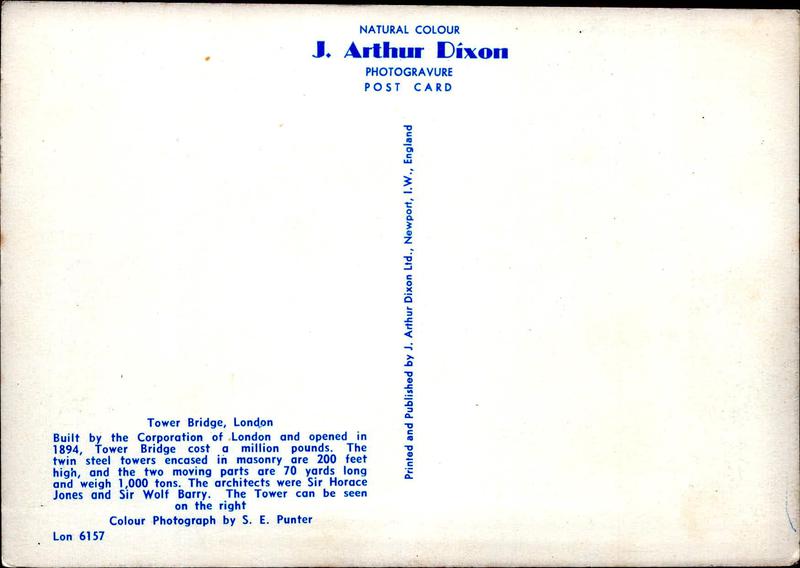 NATURAL COLOUR
J. Arthur Dixon
PHOTOGRAVURE
POST CARD
Printed and Published by J. Arthur Dixon Ltd., Newport, I.W., England
Tower Bridge, London
Built by the Corporation of London and opened in
1894, Tower Bridge cost a million pounds. The
twin steel towers encased in masonry are 200 feet
high, and the two moving parts are 70 yards long
and weigh 1,000 tons. The architects were Sir Horace
Jones and Sir Wolf Barry. The Tower can be seen
on the right
Colour Photograph by S. E. Punter
Lon 6157